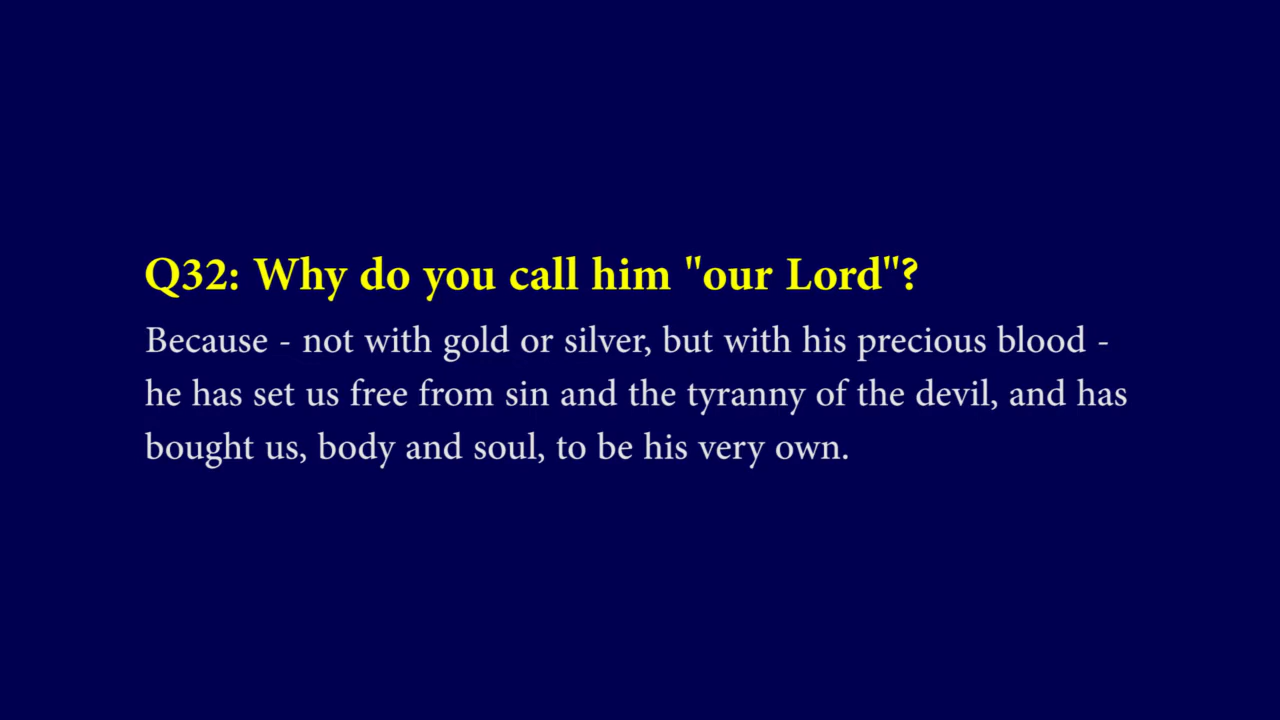 Q32: Why do you call him "our Lord"?
Because - not with gold or silver, but with his precious blood -
he has set us free from sin and the tyranny of the devil, and has
bought us, body and soul, to be his very own.